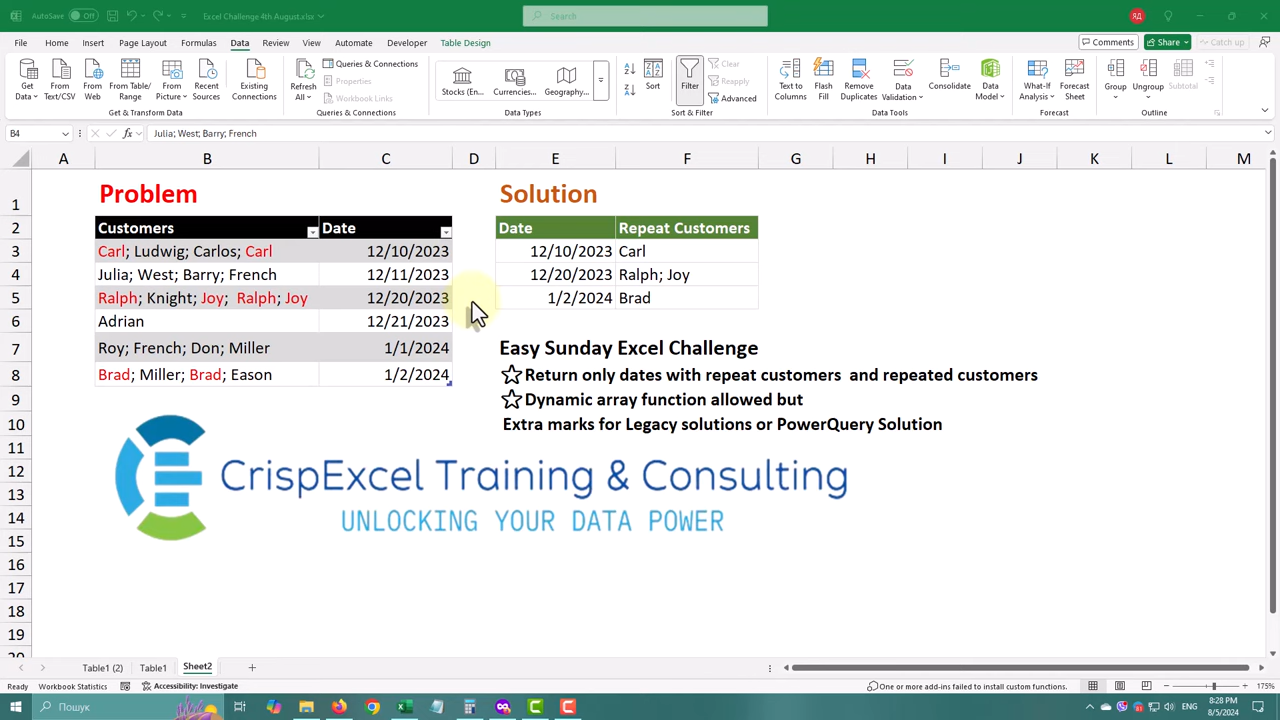 AutoSave Off Excel Challenge 4th August.xlsx Search
File Home Insert Page Layout Formulas Data Review View Automate Developer Table Design Comments Share Catch up
Get Data From Text/CSV From Web From Table/Range From Picture Recent Sources Existing Connections
Refresh All Queries & Connections Properties Workbook Links
Stocks (En... Currencies... Geography...
Sort Filter Clear Reapply Advanced
Text to Columns Flash Fill Remove Duplicates Data Validation Consolidate Data Model
What-If Analysis Forecast Sheet Group Ungroup Subtotal
Get & Transform Data Queries & Connections Data Types Sort & Filter Data Tools Forecast Outline
B4 fx Julia; West; Barry; French
A B C D E F G H I J K L M
1 Problem Solution
2 Customers Date Date Repeat Customers
3 Carl; Ludwig; Carlos; Carl 12/10/2023 12/10/2023 Carl
4 Julia; West; Barry; French 12/11/2023 12/20/2023 Ralph; Joy
5 Ralph; Knight; Joy; Ralph; Joy 12/20/2023 1/2/2024 Brad
6 Adrian 12/21/2023
7 Roy; French; Don; Miller 1/1/2024 Easy Sunday Excel Challenge
8 Brad; Miller; Brad; Eason 1/2/2024 Return only dates with repeat customers and repeated customers
9 Dynamic array function allowed but
10 Extra marks for Legacy solutions or PowerQuery Solution
11
12 CrispExcel Training & Consulting
13
14 UNLOCKING YOUR DATA POWER
15
16
17
18
19
Table1 (2) Table1 Sheet2
Ready Workbook Statistics Accessibility: Investigate One or more add-ins failed to install custom functions. 175%
Пошук УКР 8:28 PM
8/5/2024